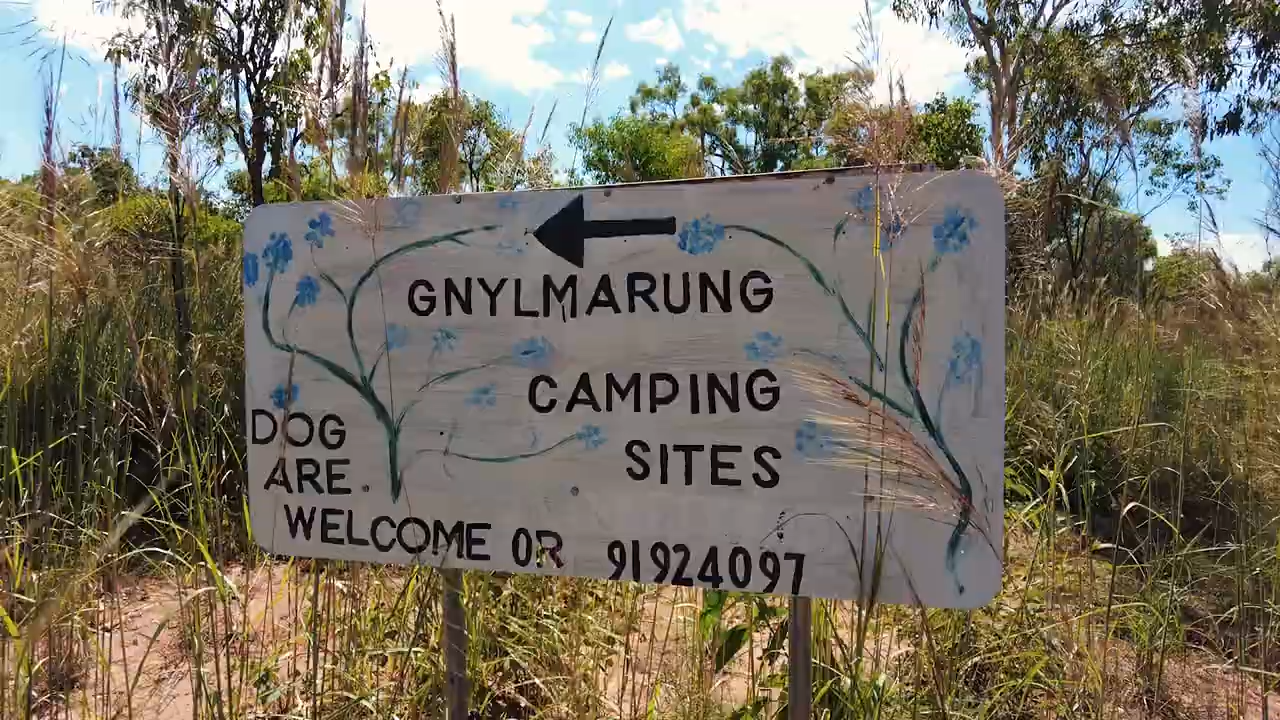 GNYLMARUNG
CAMPING
SITES
DOG
ARE
WELCOME OR 91924097